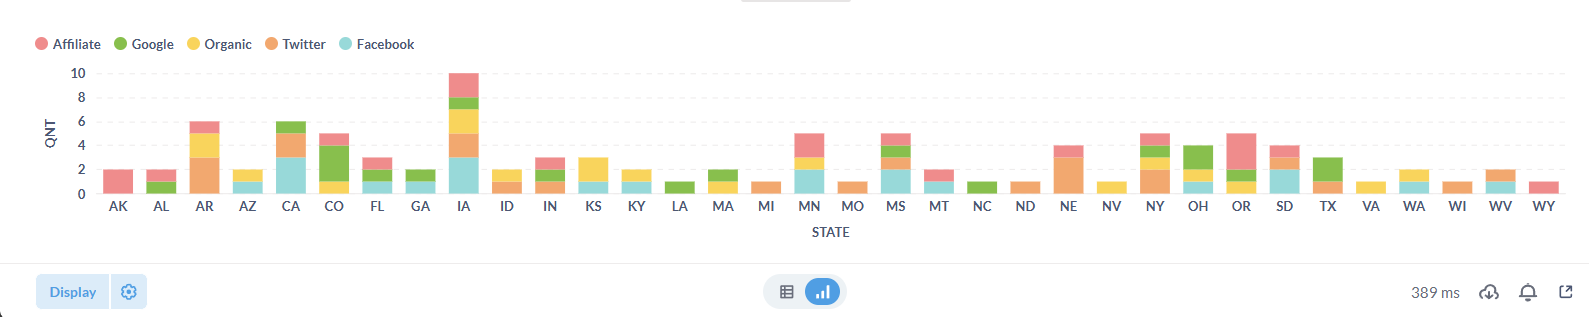 Affiliate Google Organic Twitter Facebook
10
8
6
4
2
0
QNT
AK AL AR AZ CA CO FL GA IA ID IN KS KY LA MA MI MN MO MS MT NC ND NE NV NY OH OR SD TX VA WA WI WV WY
STATE
Display 389 ms